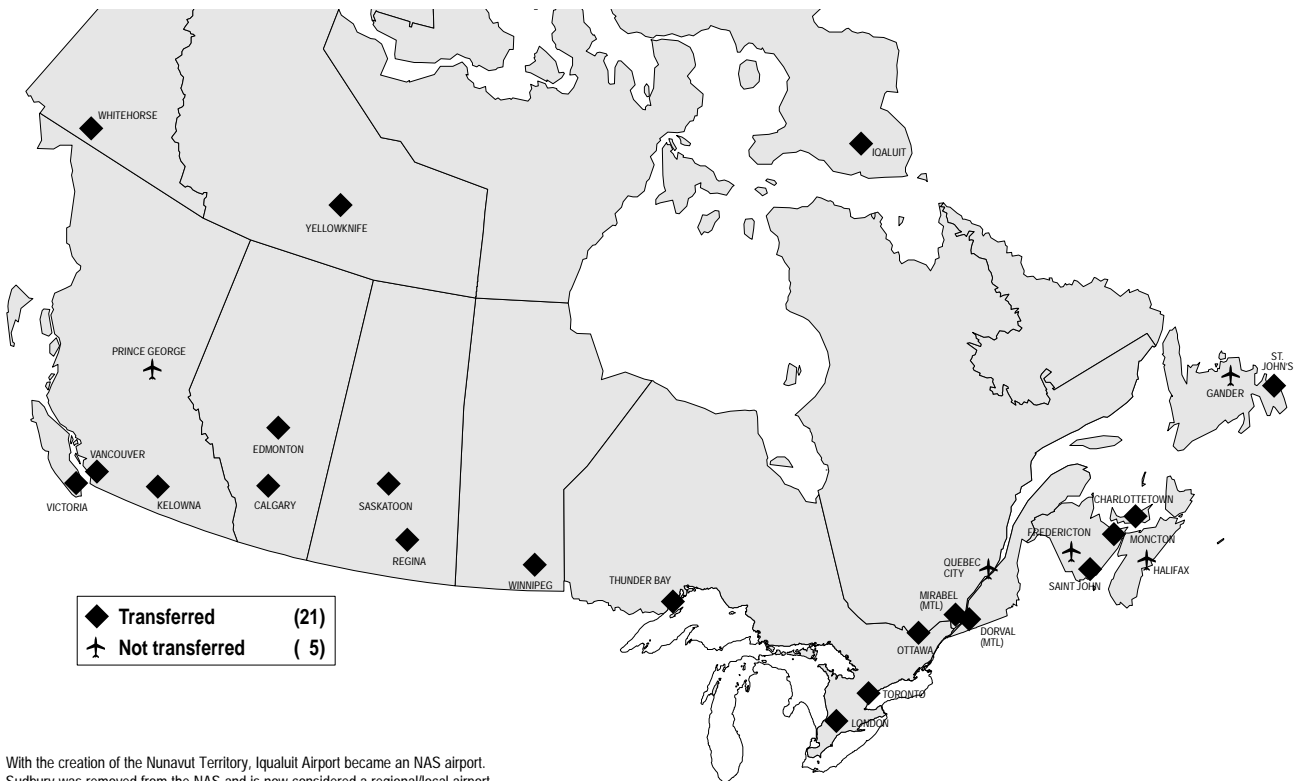 WHITEHORSE
IQALUIT
YELLOWKNIFE
PRINCE GEORGE
ST.
JOHN'S
GANDER
EDMONTON
VANCOUVER
VICTORIA
KELOWNA
CALGARY
SASKATOON
CHARLOTTETOWN
FREDERICTON
MONCTON
REGINA
QUEBEC
CITY
HALIFAX
WINNIPEG
THUNDER BAY
SAINT JOHN
MIRABEL
(MTL)
DORVAL
(MTL)
OTTAWA
TORONTO
LONDON
Transferred (21)
Not transferred ( 5)
With the creation of the Nunavut Territory, Iqualuit Airport became an NAS airport.
Sudbury was removed from the NAS and is now considered a regional/local airport